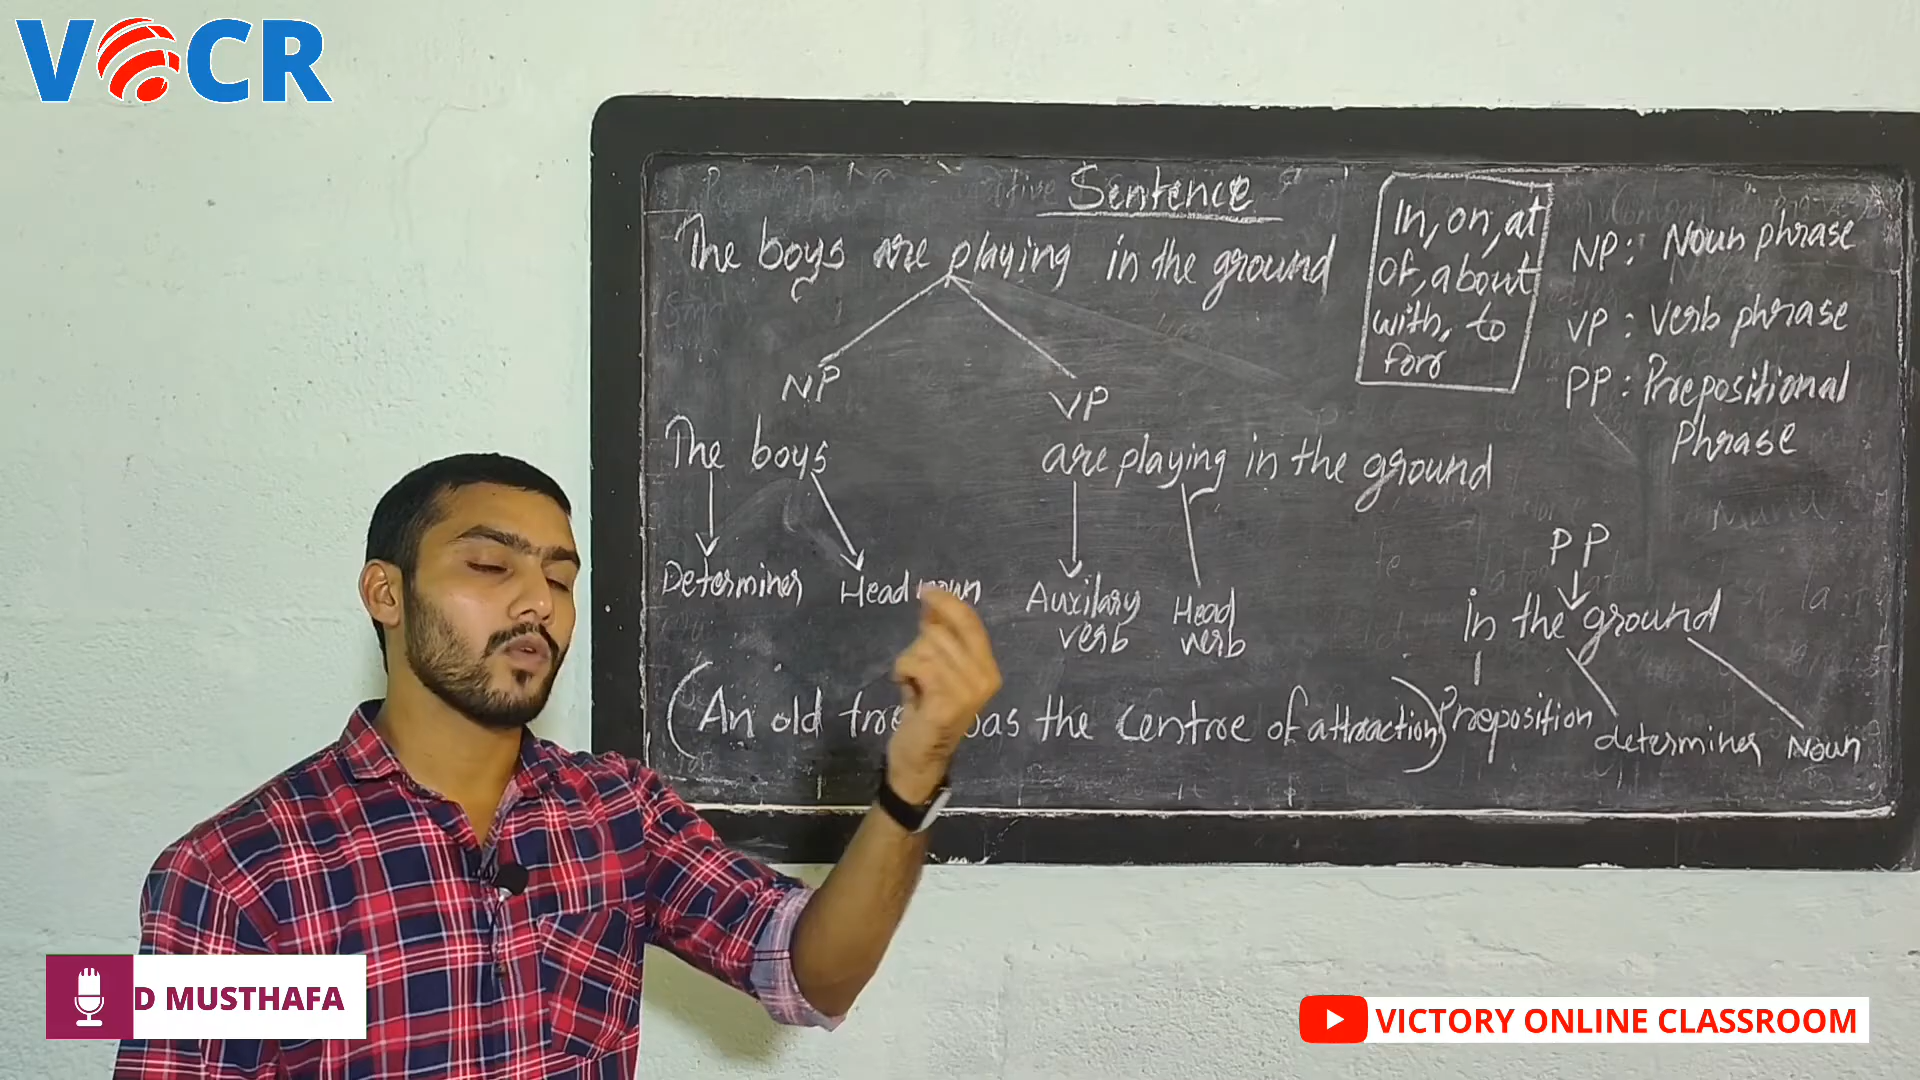 VOCR
Sentence
The boys are playing in the ground
NP
VP
The boys
are playing in the ground
Determiner
Head noun
Auxilary
verb
Head
verb
(An old tree was the centre of attraction)
In, on, at
of, about
with, to
for
NP: Noun phrase
VP: Verb phrase
PP: Prepositional
Phrase
PP
in the ground
Preposition
determiner
Noun
D MUSTHAFA
VICTORY ONLINE CLASSROOM